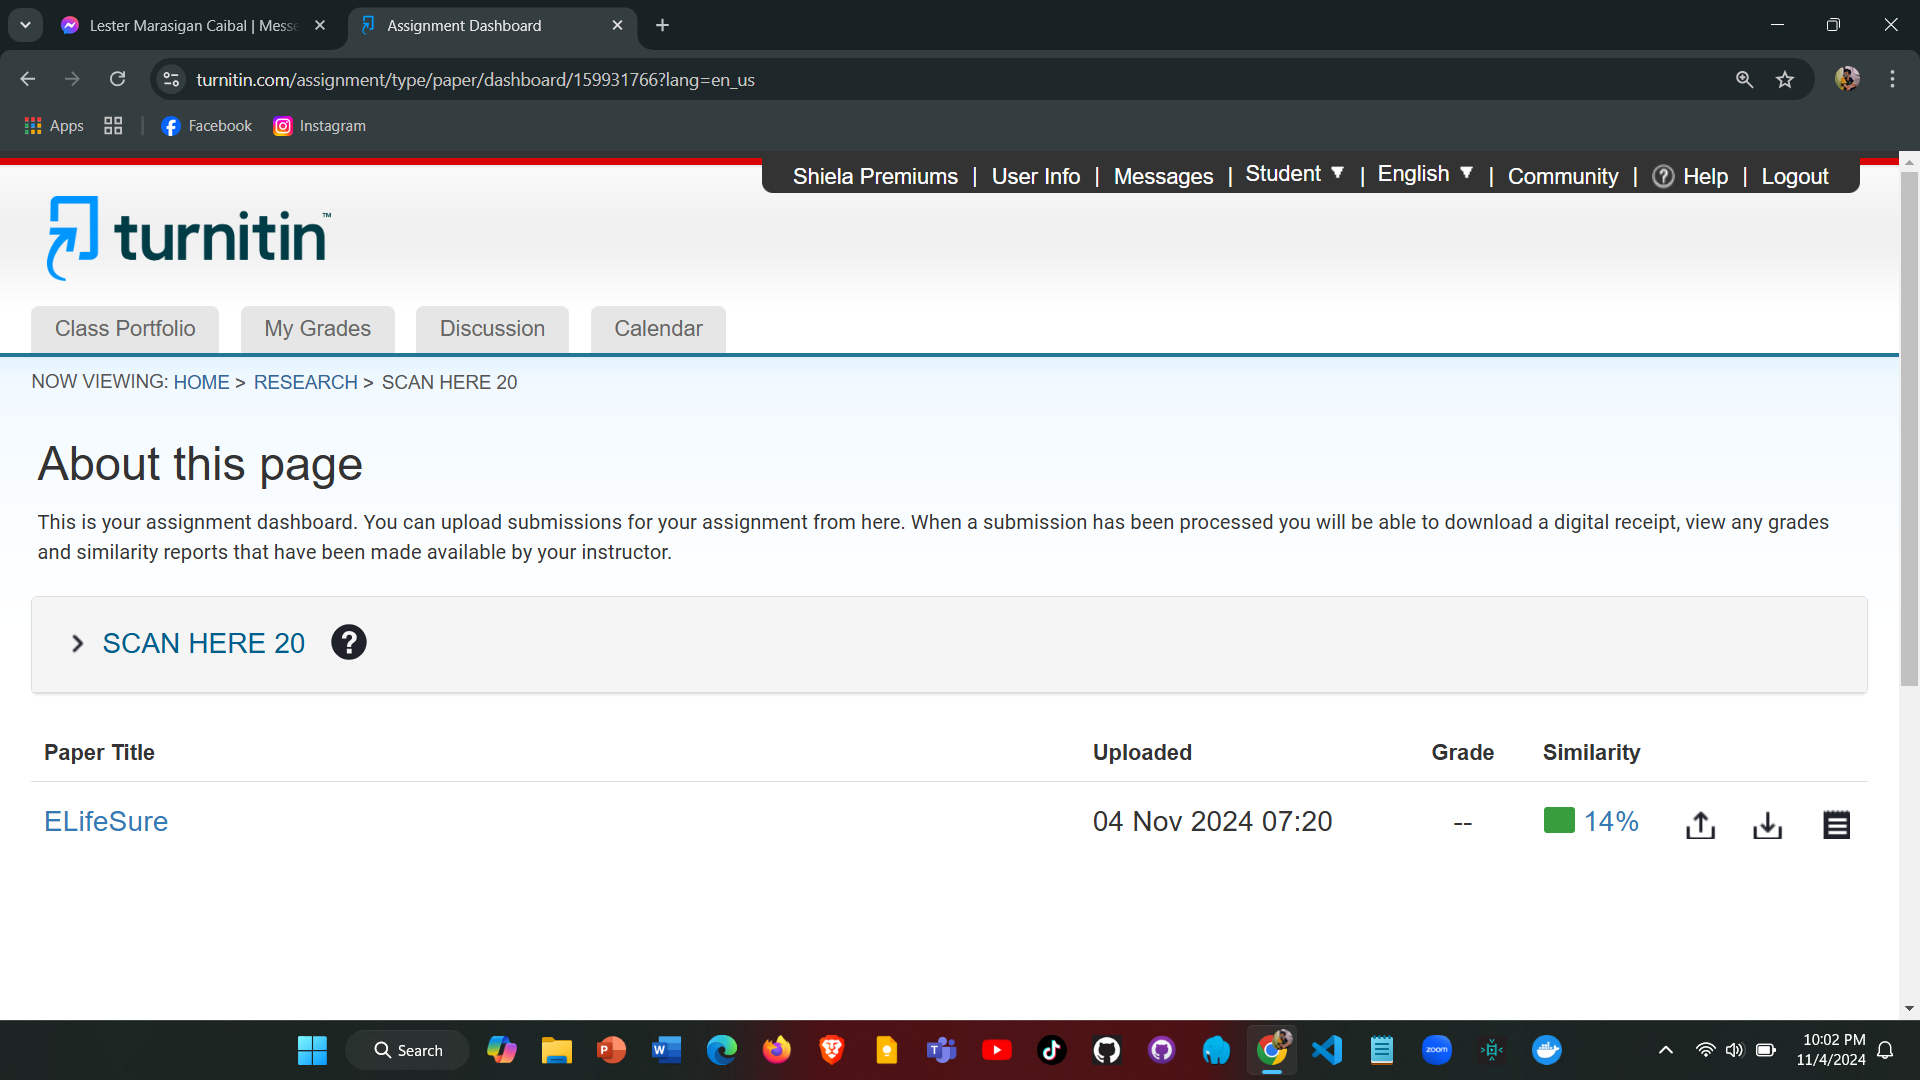 Lester Marasigan Caibal | Messe
Assignment Dashboard
turnitin.com/assignment/type/paper/dashboard/159931766?lang=en_us
Apps
Facebook
Instagram
Shiela Premiums | User Info | Messages | Student ▼ | English ▼ | Community | ? Help | Logout
turnitin™
Class Portfolio
My Grades
Discussion
Calendar
NOW VIEWING: HOME > RESEARCH > SCAN HERE 20
About this page
This is your assignment dashboard. You can upload submissions for your assignment from here. When a submission has been processed you will be able to download a digital receipt, view any grades
and similarity reports that have been made available by your instructor.
SCAN HERE 20 ?
Paper Title Uploaded Grade Similarity
ELifeSure 04 Nov 2024 07:20 -- 14%
Search
zoom
10:02 PM
11/4/2024